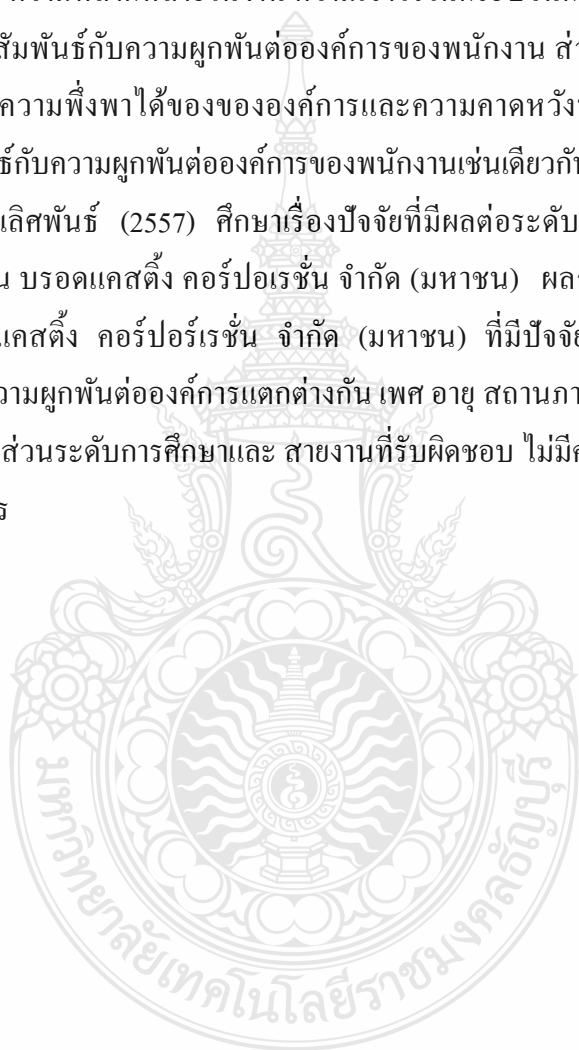 สัมพันธ์กับความผูกพันต่อองค์การของพนักงาน
ความพึ่งพาได้ของขององค์การและความคาดหวัง
ธ์กับความผูกพันต่อองค์การของพนักงานเช่นเดียวกัน
เลิศพันธ์ (2557) ศึกษาเรื่องปัจจัยที่มีผลต่อระดับ
น บรอดแคสติ้ง คอร์ปอเรชั่น จำกัด (มหาชน) ผล
แคสติ้ง คอร์ปอร์เรชั่น จำกัด (มหาชน) ที่มีปัจจัย
วามผูกพันต่อองค์การแตกต่างกัน เพศ อายุ สถานภา
ส่วนระดับการศึกษาและ สายงานที่รับผิดชอบ ไม่มี
ร
มหาวิทยาลัยเทคโนโลยีราชมงคลธัญบุรี